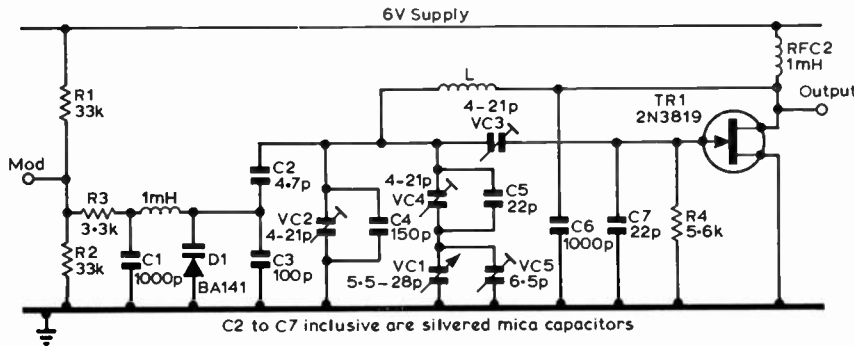 6V Supply
RFC2
1mH
L
Output
R1
33k
4-21p
VC3
TR1
2N3819
Mod
C2
4·7p
R3
3·3k
1mH
VC2
4-21p
C4
150p
4-21p
VC4
C5
22p
C6
1000p
C7
22p
R4
5·6k
R2
33k
C1
1000p
D1
BA141
C3
100p
VC1
5·5-28p
VC5
6·5p
C2 to C7 inclusive are silvered mica capacitors